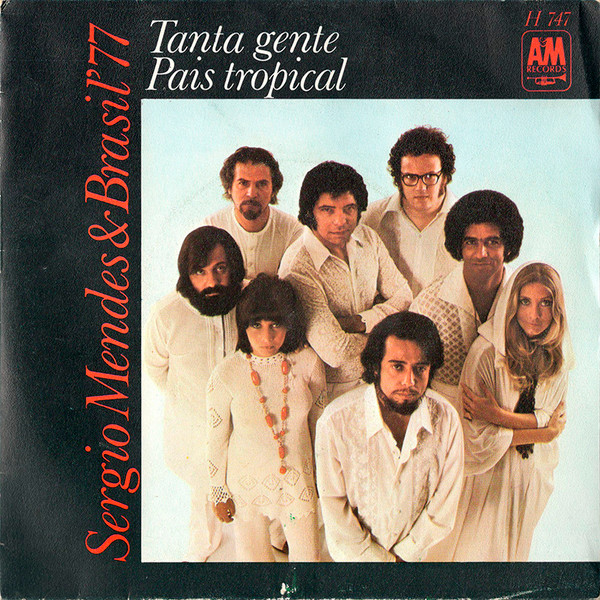 Sergio Mendes & Brasil '77
Tanta gente
Pais tropical
H 747
A&M
RECORDS